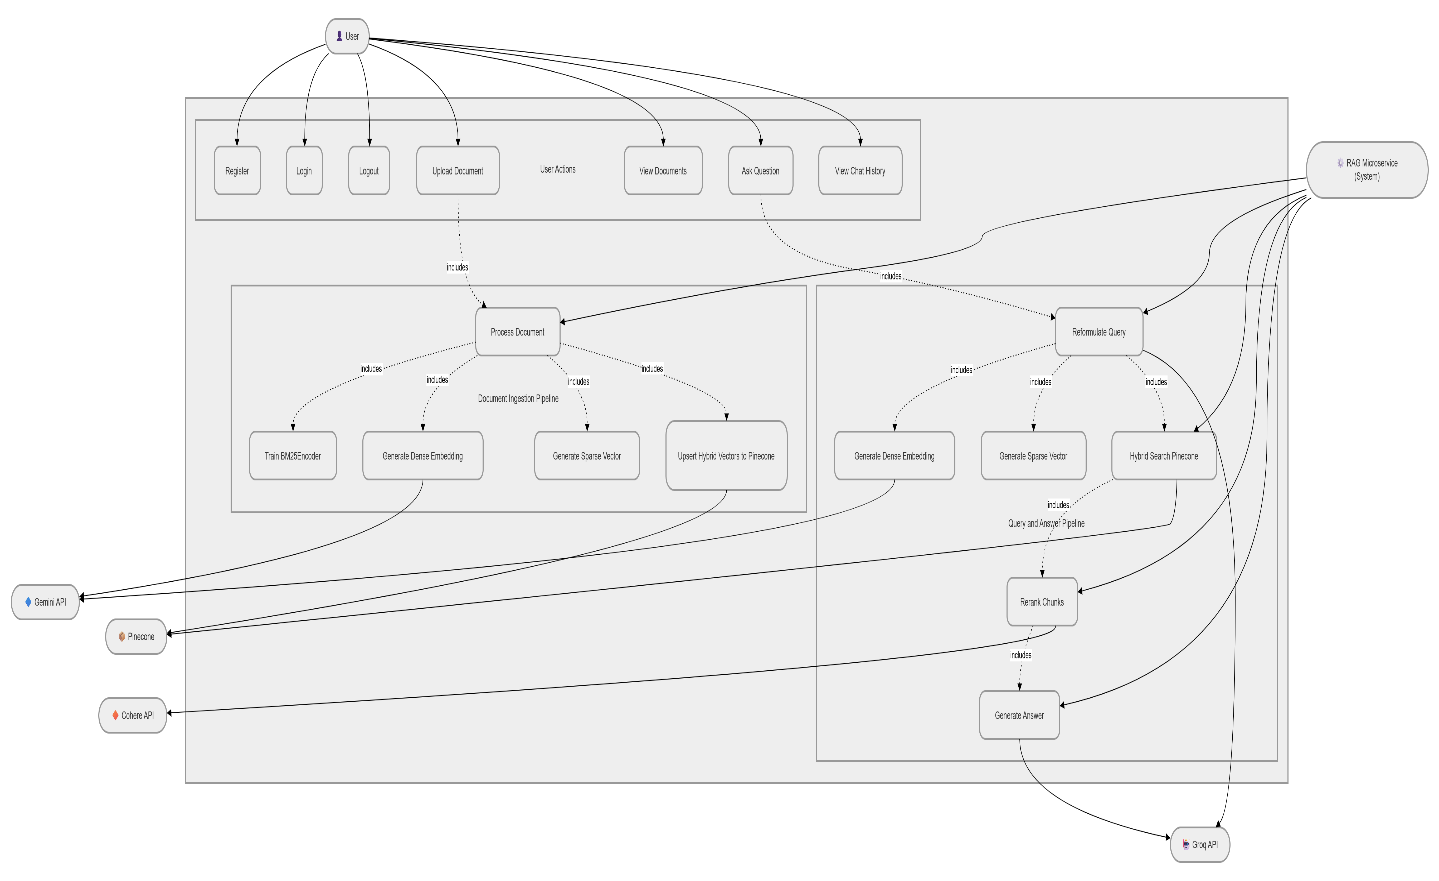 User
Register
Login
Logout
Upload Document
User Actions
View Documents
Ask Question
View Chat History
RAG Microservice
(System)
includes
includes
Process Document
Reformulate Query
includes
includes
includes
includes
includes
includes
includes
Document Ingestion Pipeline
Train BM25Encoder
Generate Dense Embedding
Generate Sparse Vector
Upsert Hybrid Vectors to Pinecone
Generate Dense Embedding
Generate Sparse Vector
Hybrid Search Pinecone
includes
Query and Answer Pipeline
Gemini API
Rerank Chunks
Pinecone
includes
Cohere API
Generate Answer
Groq API